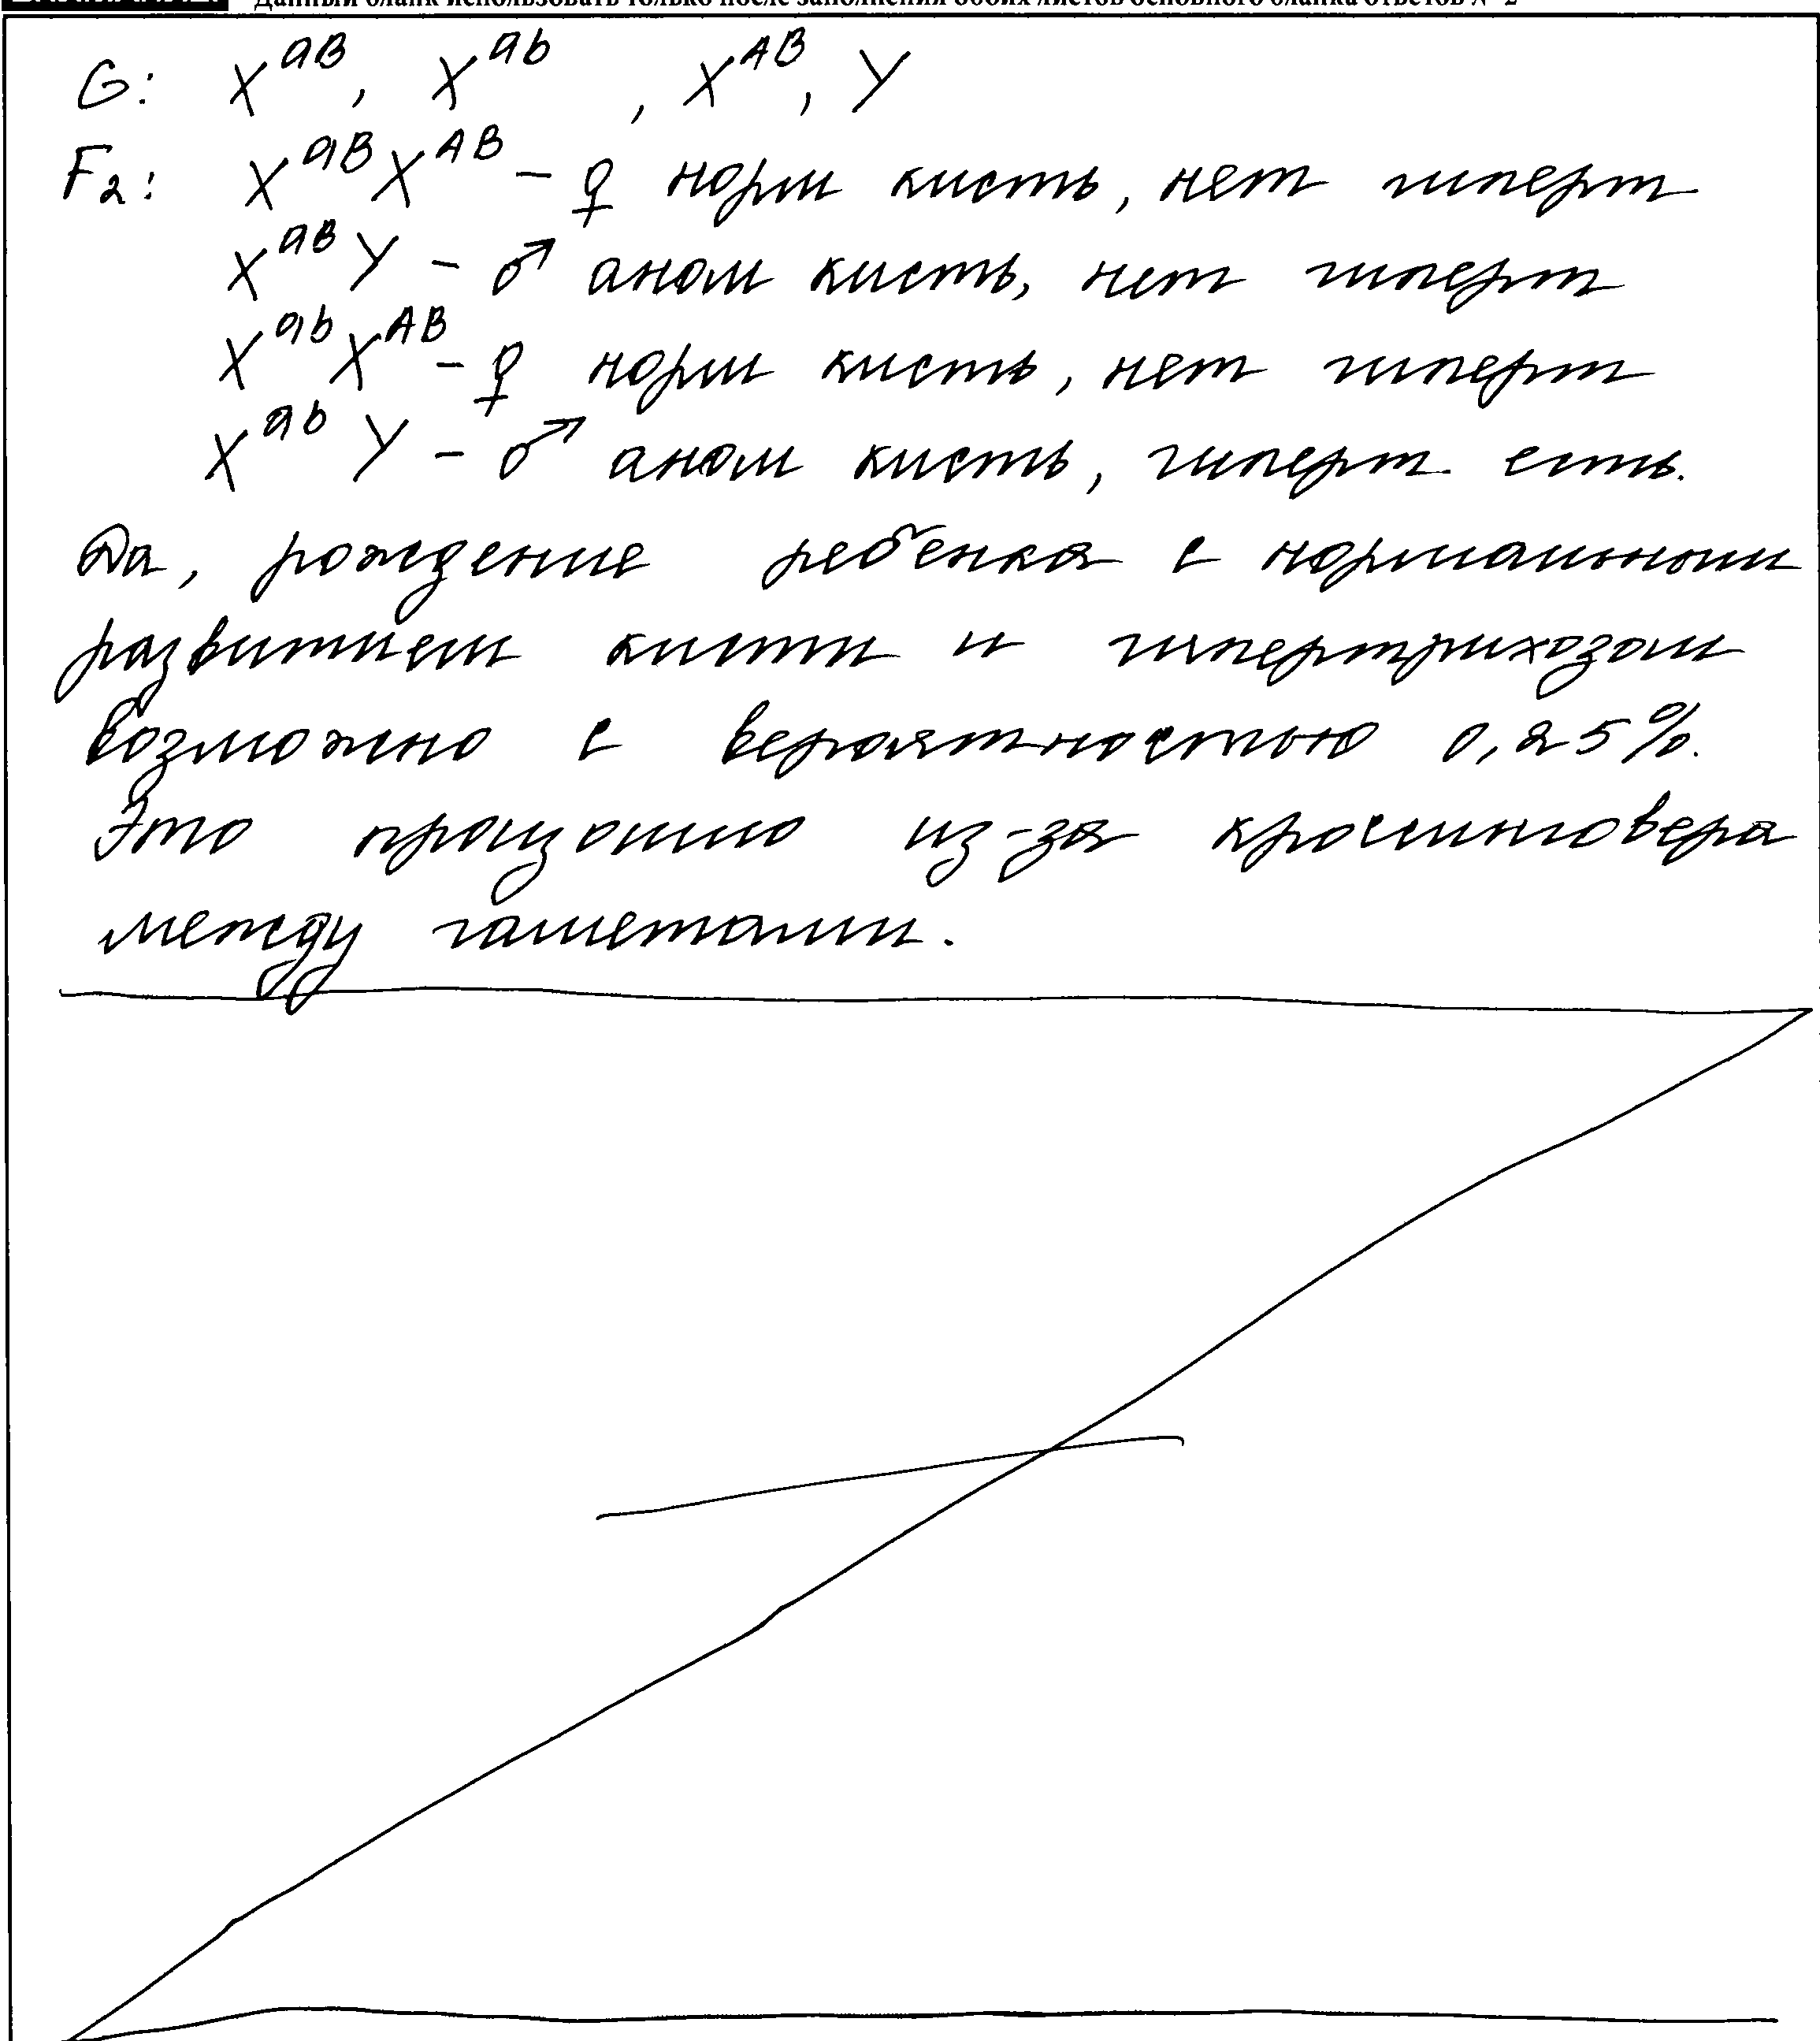 Данный бланк использовать только после заполнения обоих листов основного бланка ответов № 2
G: X^aB, X^ab, X^AB, Y
F₂: X^aB X^AB - ♀ норм кисть, нет гиперт
X^aB Y - ♂ аном кисть, нет гиперт
X^ab X^AB - ♀ норм кисть, нет гиперт
X^ab Y - ♂ аном кисть, гиперт. есть.
Да, рождение ребенка с нормальным
развитием кисти и гипертрихозом
возможно с вероятностью 0,25%.
Это произошло из-за кроссинговера
между гаметами.